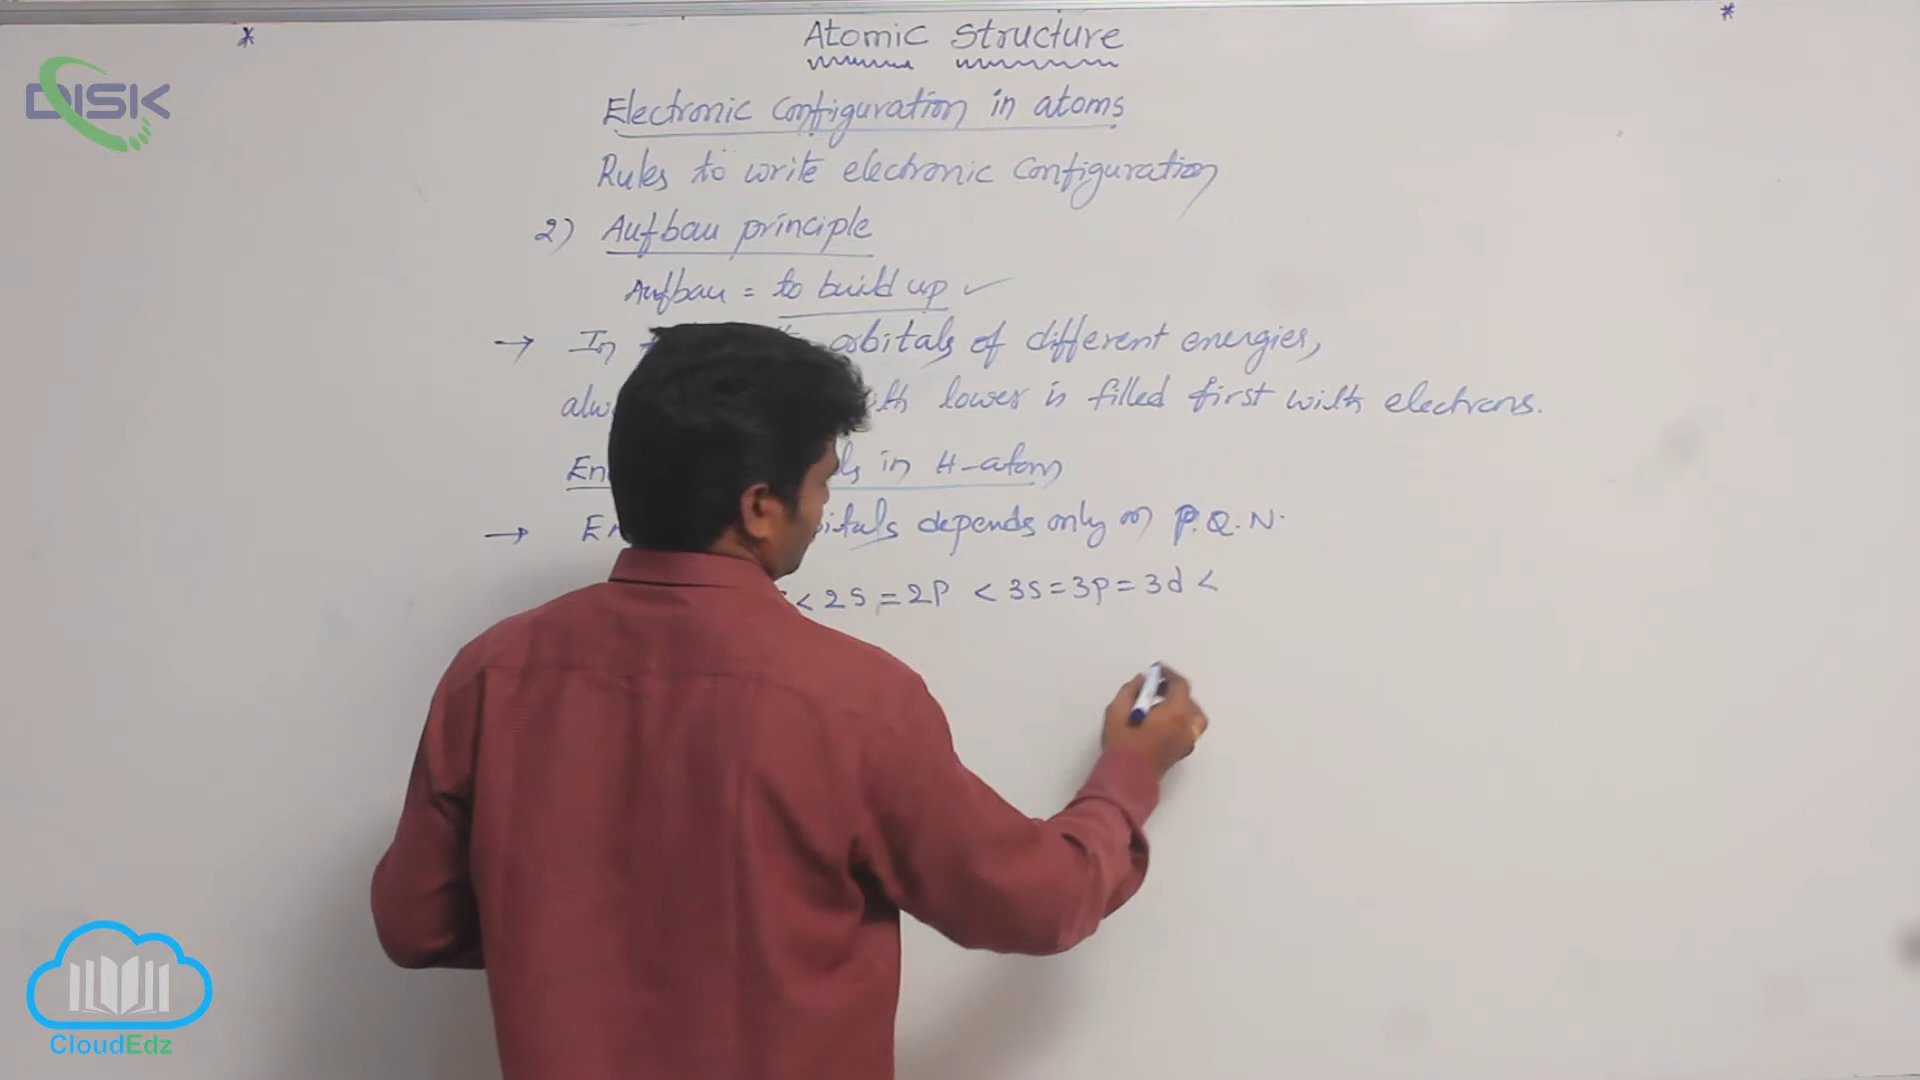 Atomic Structure
DISK
Electronic Configuration in atoms
Rules to write electronic Configuration
2) Aufbau principle
Aufbau = to build up ✓
→ In orbitals of different energies,
lower is filled first with electrons.
in H-atom
→ depends only on P.Q.N.
< 2S = 2P < 3S = 3p = 3d <
CloudEdz